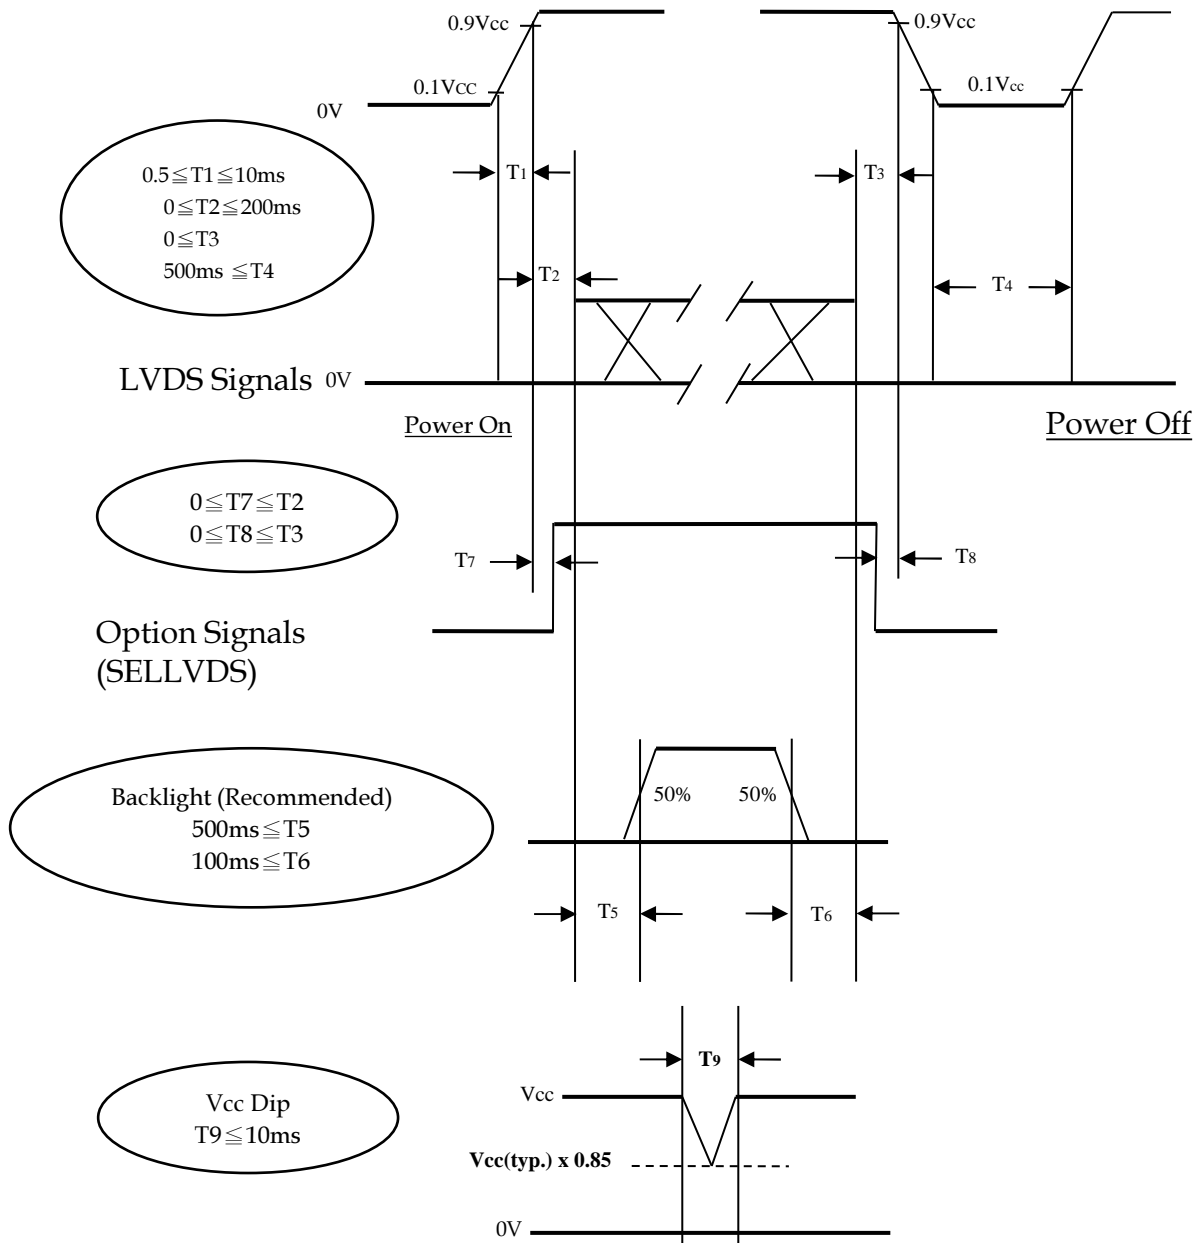 0.9Vcc
0.9Vcc
0.1VCC
0.1Vcc
0V
T1
T3
0.5≦T1≦10ms
0≦T2≦200ms
0≦T3
500ms ≦T4
T2
T4
LVDS Signals 0V
Power On
Power Off
0≦T7≦T2
0≦T8≦T3
T7
T8
Option Signals
(SELLVDS)
Backlight (Recommended)
500ms≦T5
100ms≦T6
50%
50%
T5
T6
T9
Vcc
Vcc Dip
T9≦10ms
Vcc(typ.) x 0.85
0V